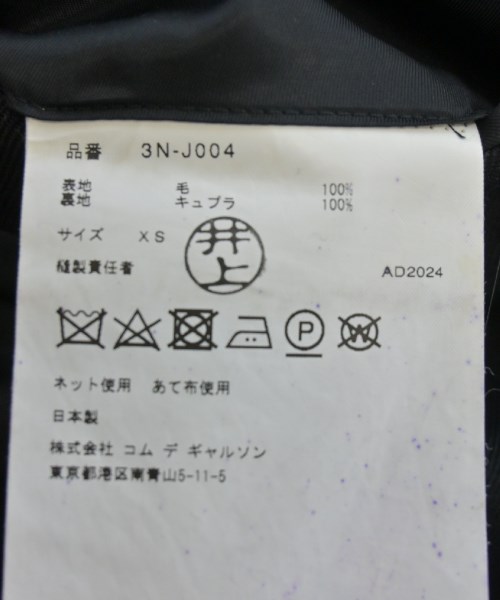 品番 3N-J004
表地 毛 100%
裏地 キュプラ 100%
サイズ XS
井上
縫製責任者 AD2024
P W
ネット使用 あて布使用
日本製
株式会社 コム デ ギャルソン
東京都港区南青山5-11-5